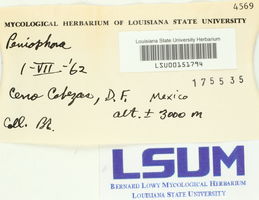 4569
MYCOLOGICAL HERBARIUM OF LOUISIANA STATE UNIVERSITY
Peniophora
Louisiana State University Herbarium
LSU00151794
1-VII-'62
175535
Cerro Cabezas, D.F. Mexico
alt. ± 3000 m
Coll. BL.
LSUM
BERNARD LOWY MYCOLOGICAL HERBARIUM
LOUISIANA STATE UNIVERSITY